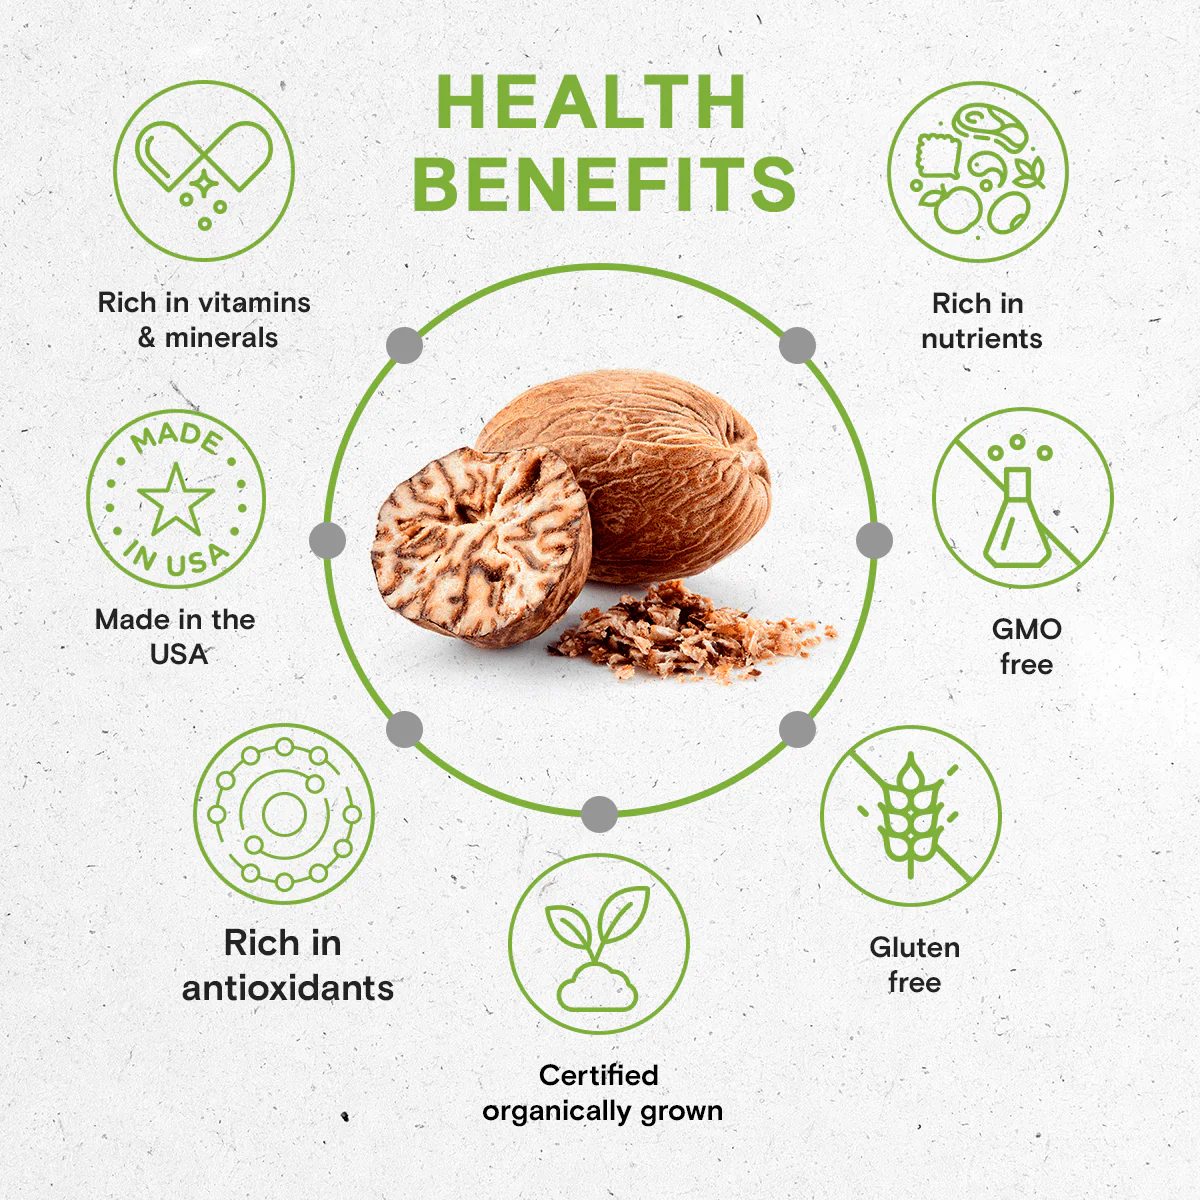 HEALTH
BENEFITS
Rich in vitamins
& minerals
Rich in
nutrients
MADE
IN USA
Made in the
USA
GMO
free
Rich in
antioxidants
Gluten
free
Certified
organically grown